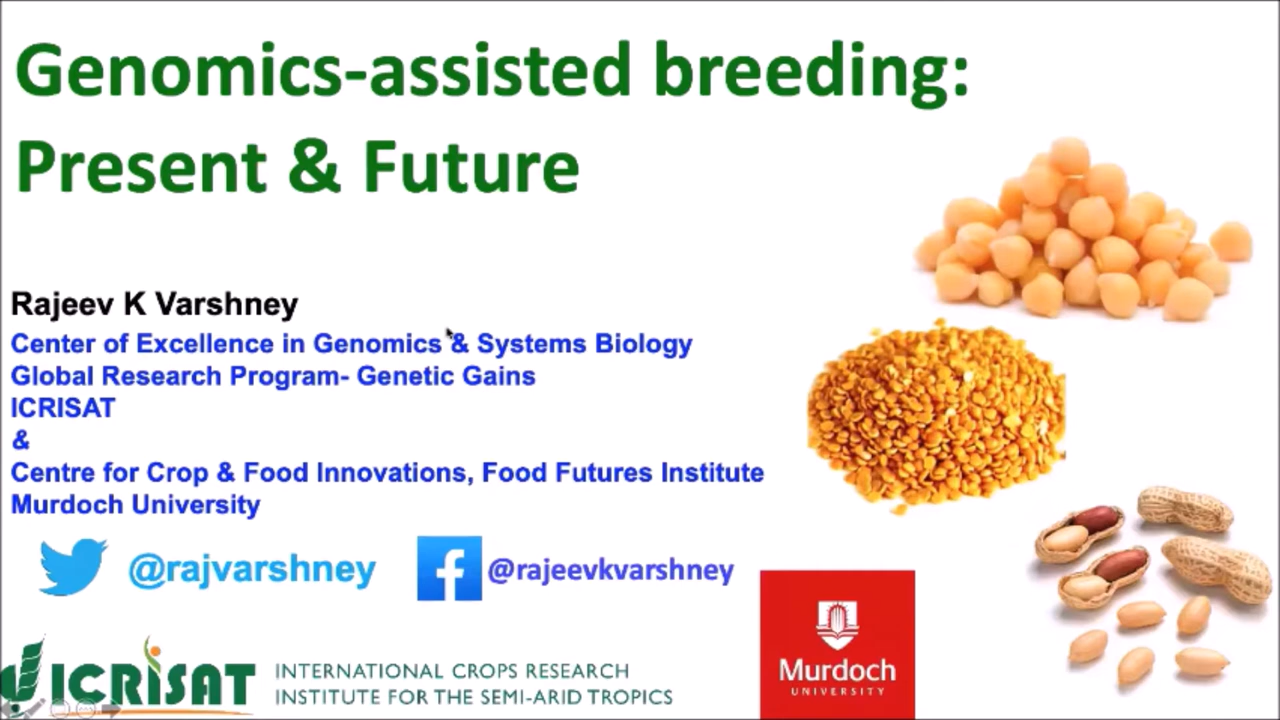 Genomics-assisted breeding:
Present & Future
Rajeev K Varshney
Center of Excellence in Genomics & Systems Biology
Global Research Program- Genetic Gains
ICRISAT
&
Centre for Crop & Food Innovations, Food Futures Institute
Murdoch University
@rajvarshney
@rajeevkvarshney
ICRISAT
INTERNATIONAL CROPS RESEARCH
INSTITUTE FOR THE SEMI-ARID TROPICS
Murdoch
UNIVERSITY